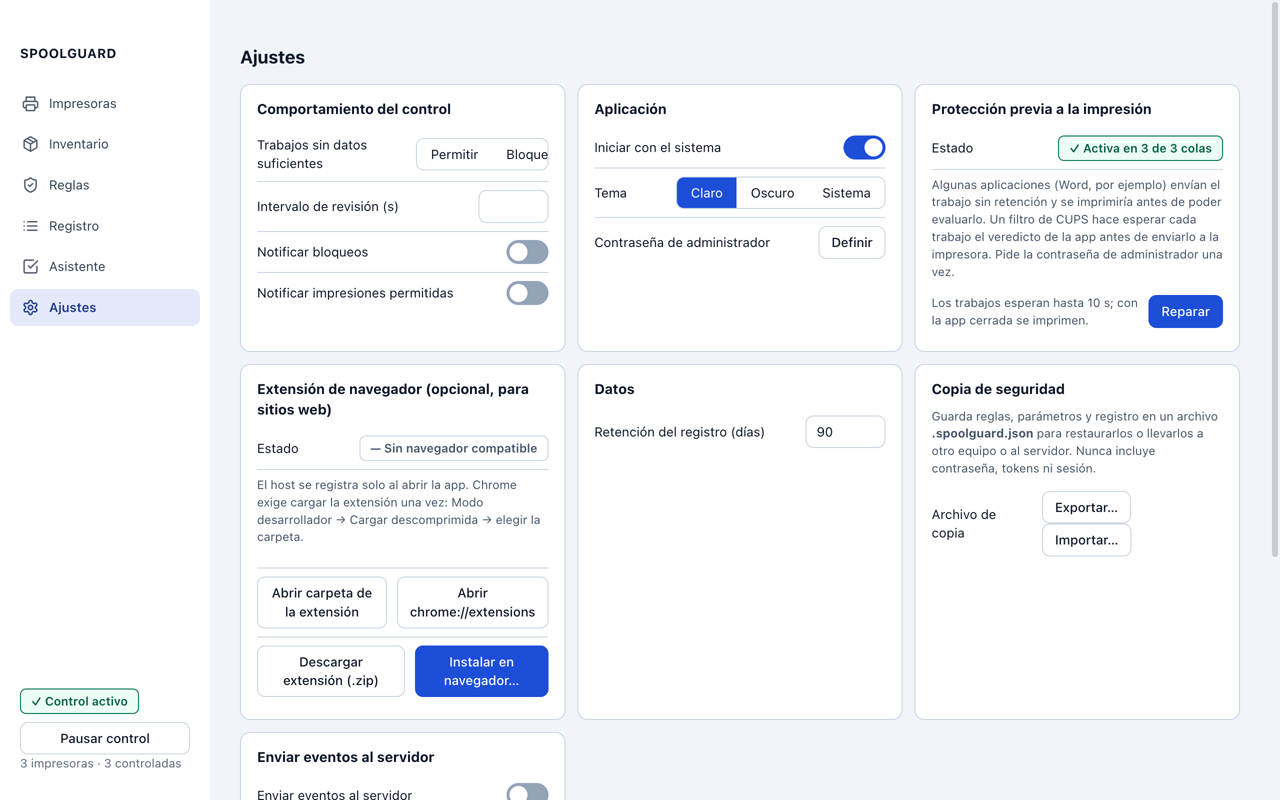 SPOOLGUARD
Impresoras
Inventario
Reglas
Registro
Asistente
Ajustes
✓ Control activo
Pausar control
3 impresoras · 3 controladas
Ajustes
Comportamiento del control
Trabajos sin datos
suficientes
Permitir
Bloque
Intervalo de revisión (s)
Notificar bloqueos
Notificar impresiones permitidas
Aplicación
Iniciar con el sistema
Tema
Claro
Oscuro
Sistema
Contraseña de administrador
Definir
Protección previa a la impresión
Estado
✓ Activa en 3 de 3 colas
Algunas aplicaciones (Word, por ejemplo) envían el
trabajo sin retención y se imprimiría antes de poder
evaluarlo. Un filtro de CUPS hace esperar cada
trabajo el veredicto de la app antes de enviarlo a la
impresora. Pide la contraseña de administrador una
vez.
Los trabajos esperan hasta 10 s; con
la app cerrada se imprimen.
Reparar
Extensión de navegador (opcional, para
sitios web)
Estado
— Sin navegador compatible
El host se registra solo al abrir la app. Chrome
exige cargar la extensión una vez: Modo
desarrollador → Cargar descomprimida → elegir la
carpeta.
Abrir carpeta de
la extensión
Abrir
chrome://extensions
Descargar
extensión (.zip)
Instalar en
navegador...
Datos
Retención del registro (días)
90
Copia de seguridad
Guarda reglas, parámetros y registro en un archivo
.spoolguard.json para restaurarlos o llevarlos a
otro equipo o al servidor. Nunca incluye
contraseña, tokens ni sesión.
Archivo de
copia
Exportar...
Importar...
Enviar eventos al servidor
Enviar eventos al servidor